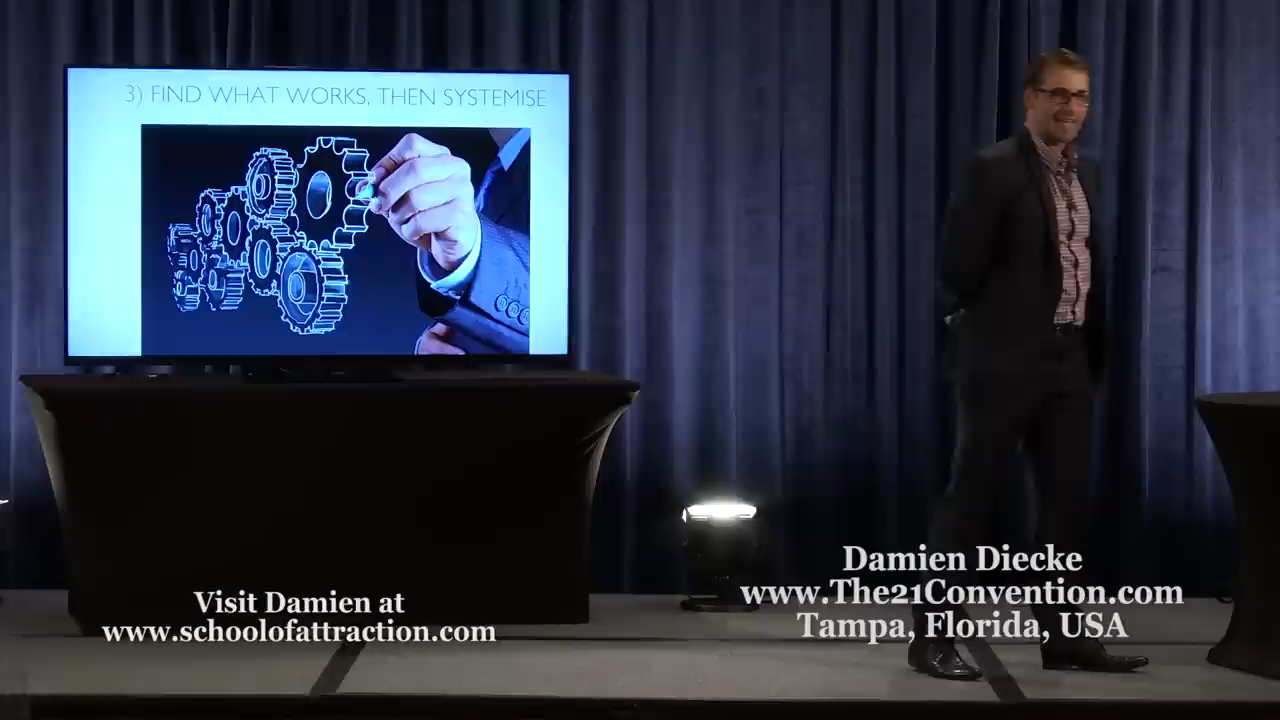 3) FIND WHAT WORKS, THEN SYSTEMISE
Visit Damien at
www.schoolofattraction.com
Damien Diecke
www.The21Convention.com
Tampa, Florida, USA